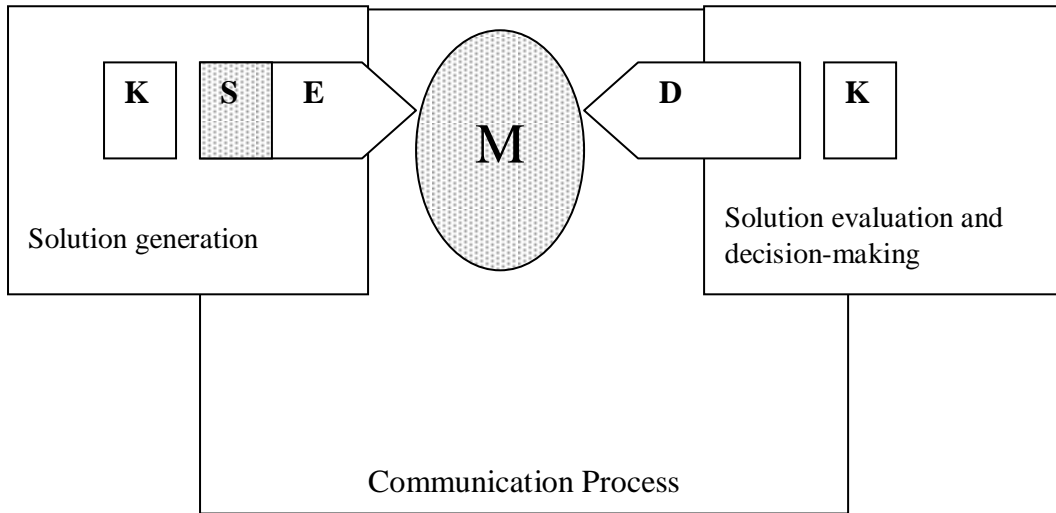 K S E M D K
Solution generation
Solution evaluation and
decision-making
Communication Process